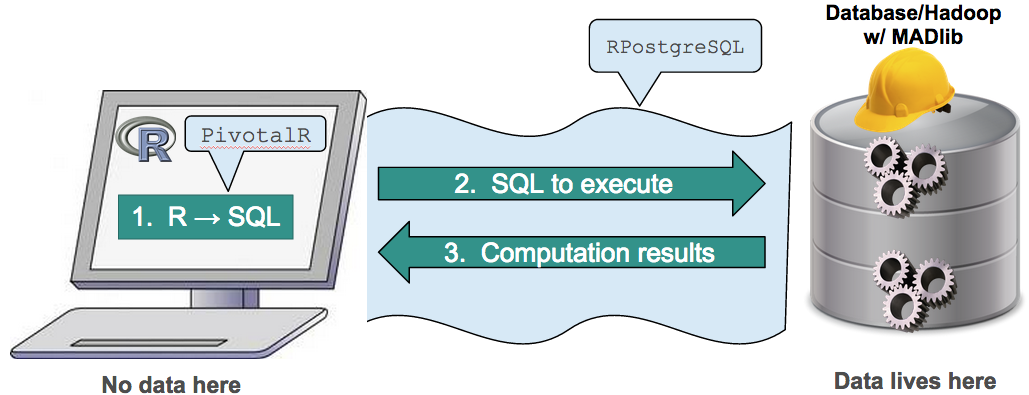 Database/Hadoop
w/ MADlib
RPostgreSQL
R
PivotalR
1. R → SQL
2. SQL to execute
3. Computation results
No data here
Data lives here